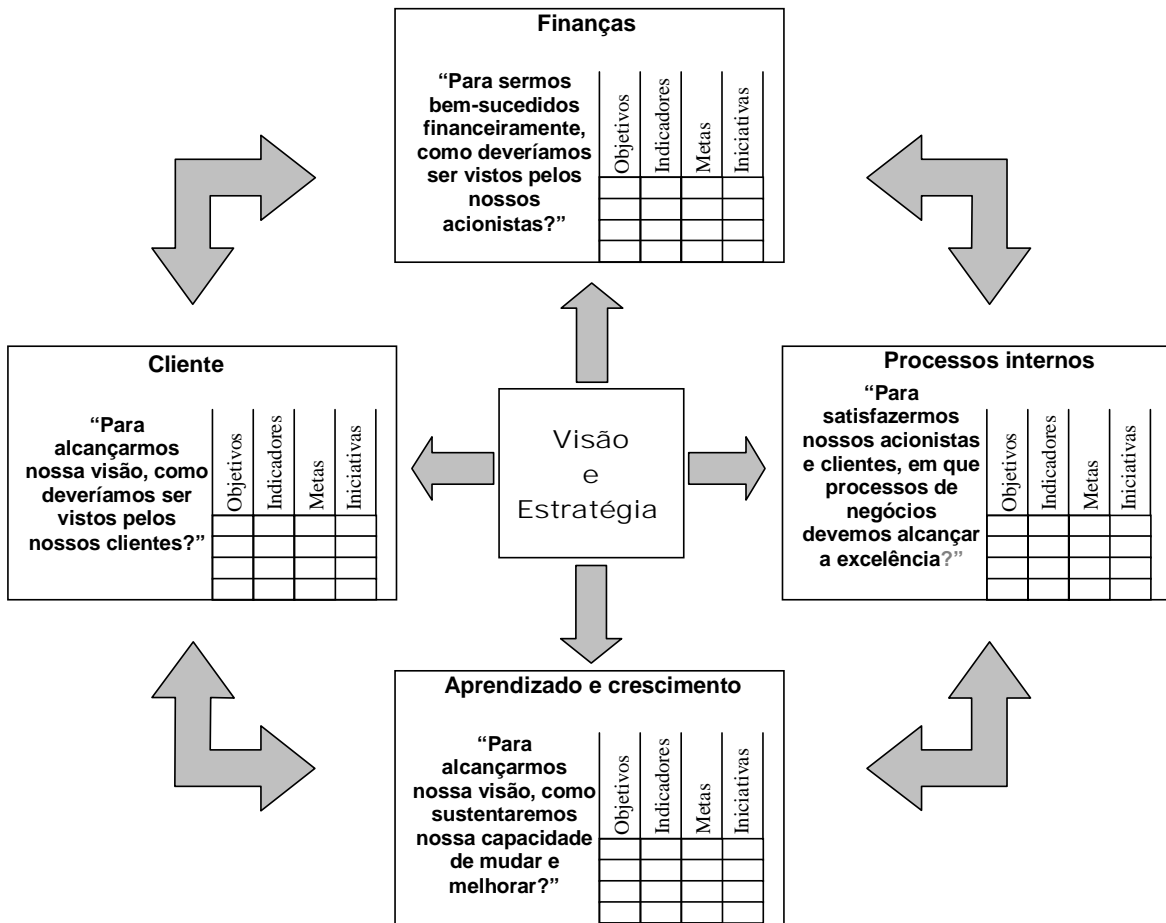 Finanças
“Para sermos
bem-sucedidos
financeiramente,
como deveríamos
ser vistos pelos
nossos
acionistas?”
Objetivos
Indicadores
Metas
Iniciativas
Cliente
“Para
alcançarmos
nossa visão, como
deveríamos ser
vistos pelos
nossos clientes?”
Objetivos
Indicadores
Metas
Iniciativas
Visão
e
Estratégia
Processos internos
“Para
satisfazermos
nossos acionistas
e clientes, em que
processos de
negócios
devemos alcançar
a excelência?”
Objetivos
Indicadores
Metas
Iniciativas
Aprendizado e crescimento
“Para
alcançarmos
nossa visão, como
sustentaremos
nossa capacidade
de mudar e
melhorar?”
Objetivos
Indicadores
Metas
Iniciativas